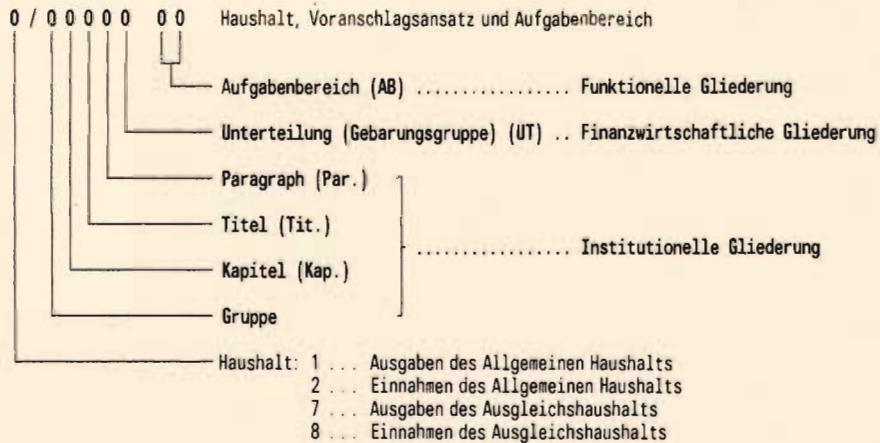 0 / 0 0 0 0 0 0 0 Haushalt, Voranschlagsansatz und Aufgabenbereich
Aufgabenbereich (AB) ................. Funktionelle Gliederung
Unterteilung (Gebarungsgruppe) (UT) .. Finanzwirtschaftliche Gliederung
Paragraph (Par.)
Titel (Tit.)
................. Institutionelle Gliederung
Kapitel (Kap.)
Gruppe
Haushalt: 1 ... Ausgaben des Allgemeinen Haushalts
2 ... Einnahmen des Allgemeinen Haushalts
7 ... Ausgaben des Ausgleichshaushalts
8 ... Einnahmen des Ausgleichshaushalts